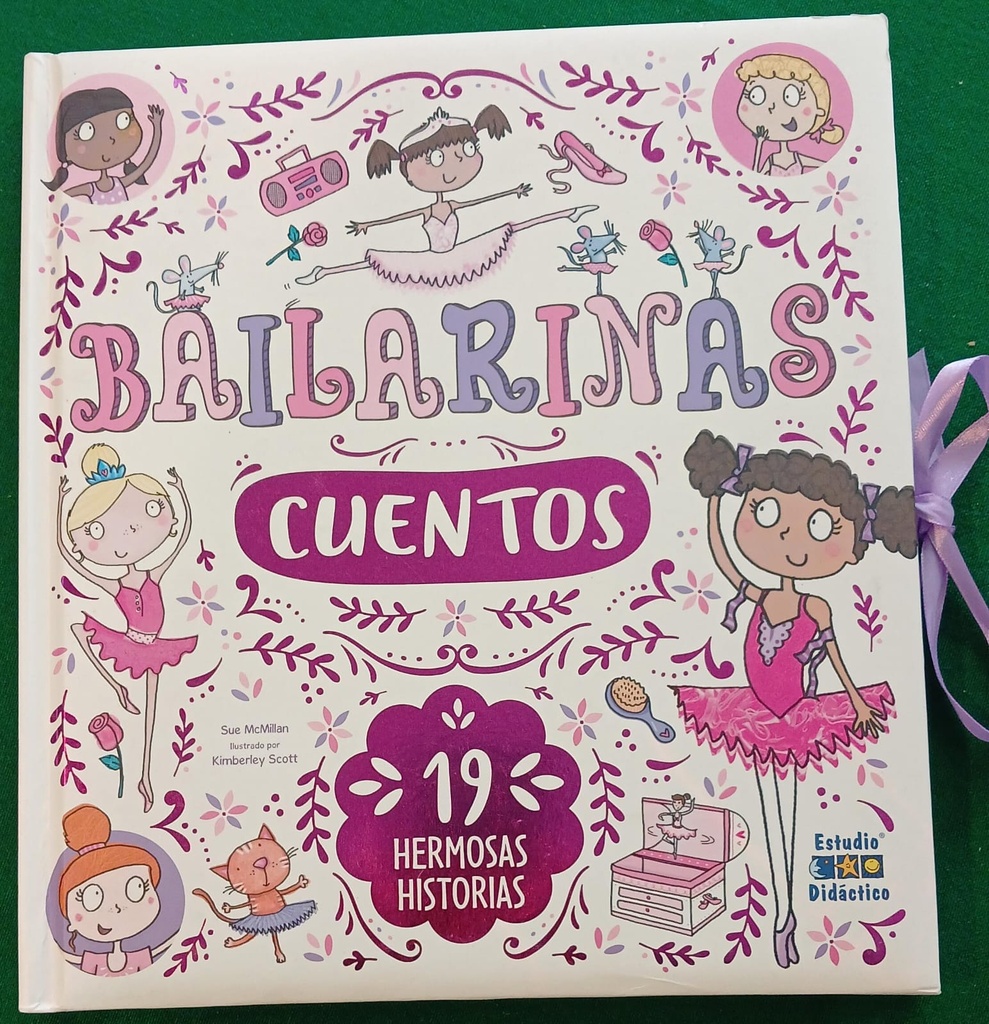 BAILARINAS
CUENTOS
Sue McMillan
Ilustrado por
Kimberley Scott
19
HERMOSAS
HISTORIAS
Estudio®
Didáctico